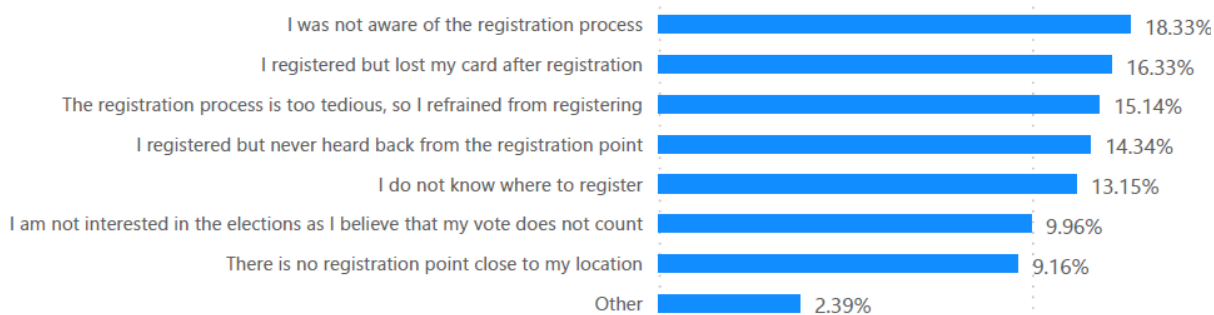 I was not aware of the registration process 18.33%
I registered but lost my card after registration 16.33%
The registration process is too tedious, so I refrained from registering 15.14%
I registered but never heard back from the registration point 14.34%
I do not know where to register 13.15%
I am not interested in the elections as I believe that my vote does not count 9.96%
There is no registration point close to my location 9.16%
Other 2.39%